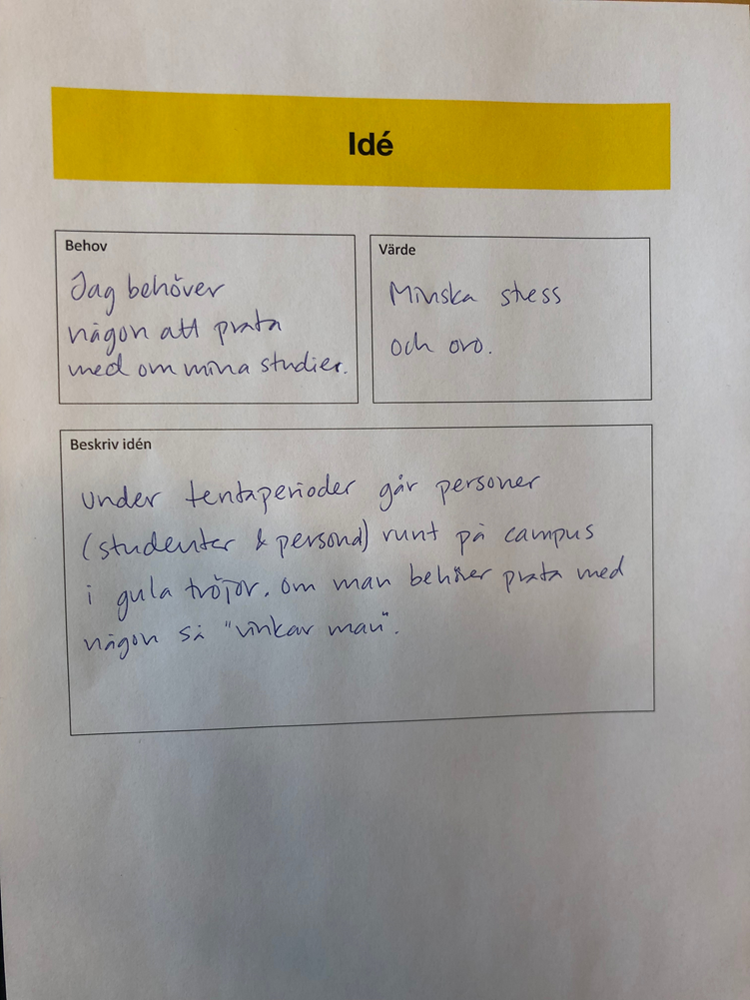 Idé
Behov
Jag behöver
någon att prata
med om mina studier.
Värde
Minska stress
och oro.
Beskriv idén
Under tentaperioder går personer
(studenter & personal) runt på campus
i gula tröjor. Om man behöver prata med
någon så "vinkar man".